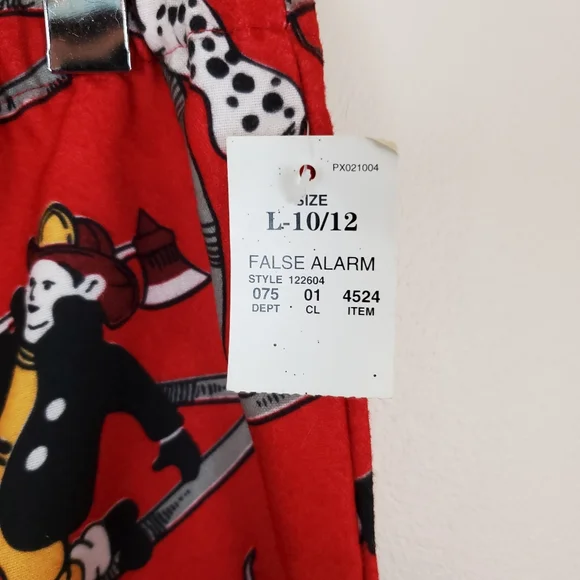 PX021004
SIZE
L-10/12
FALSE ALARM
STYLE 122604
075 01 4524
DEPT CL ITEM